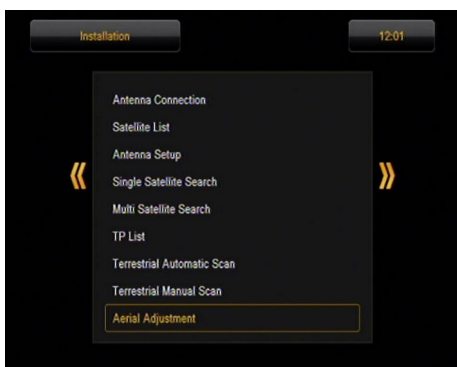 Installation
12:01
Antenna Connection
Satellite List
Antenna Setup
Single Satellite Search
Multi Satellite Search
TP List
Terrestrial Automatic Scan
Terrestrial Manual Scan
Aerial Adjustment